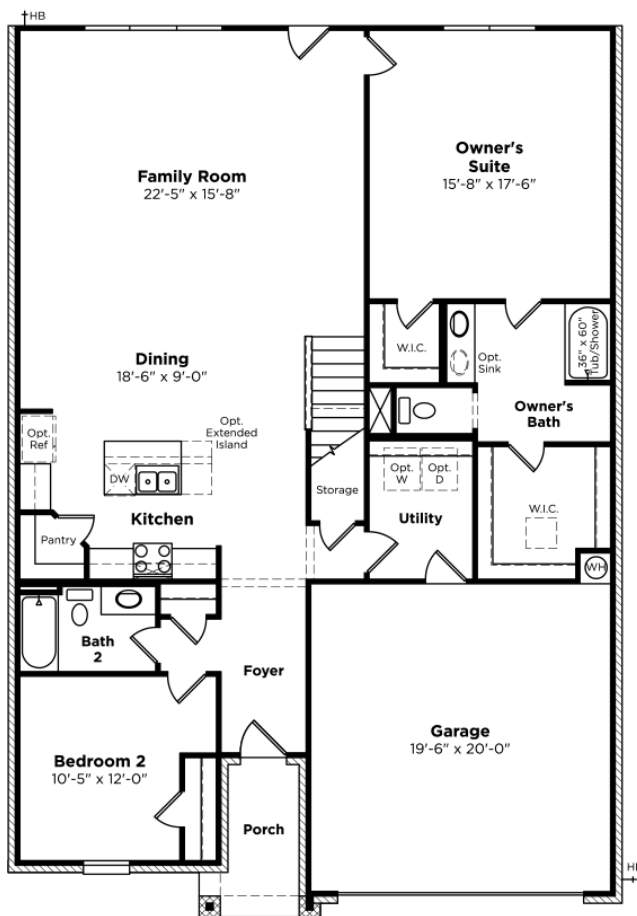 HB
Family Room
22'-5" x 15'-8"
Owner's
Suite
15'-8" x 17'-6"
Dining
18'-6" x 9'-0"
W.I.C.
Opt.
Sink
36" x 60"
Tub/Shower
Owner's
Bath
Opt.
Ref
Opt.
Extended
Island
DW
Kitchen
Pantry
Storage
Opt.
W
Opt.
D
Utility
W.I.C.
WH
Bath
2
Foyer
Bedroom 2
10'-5" x 12'-0"
Garage
19'-6" x 20'-0"
Porch